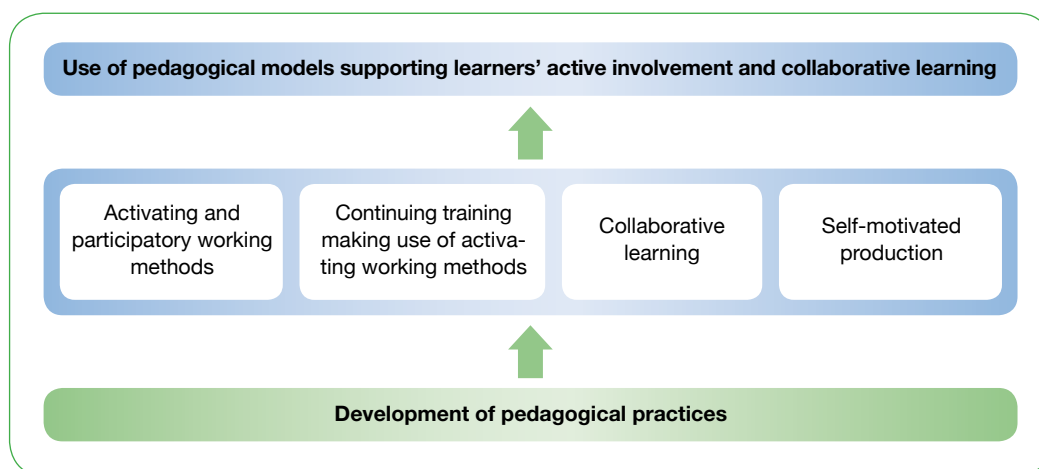 Use of pedagogical models supporting learners’ active involvement and collaborative learning
Activating and
participatory working
methods
Continuing training
making use of activa-
ting working methods
Collaborative
learning
Self-motivated
production
Development of pedagogical practices